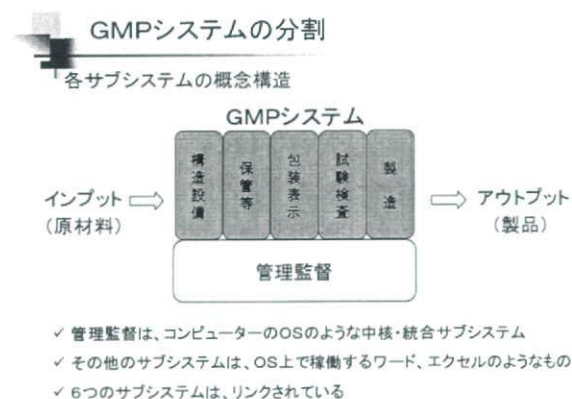 GMPシステムの分割
各サブシステムの概念構造
GMPシステム
構造設備
保管等
包装表示
試験検査
製造
インプット
(原材料)
アウトプット
(製品)
管理監督
✓ 管理監督は、コンピューターのOSのような中核・統合サブシステム
✓ その他のサブシステムは、OS上で稼働するワード、エクセルのようなもの
✓ 6つのサブシステムは、リンクされている